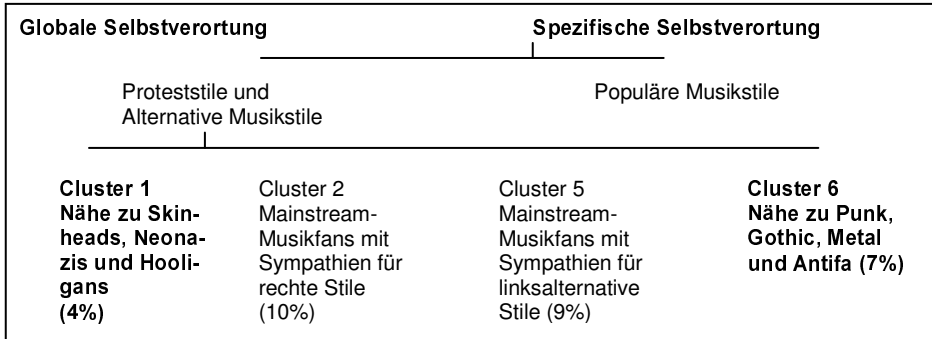 Globale Selbstverortung
Spezifische Selbstverortung
Proteststile und
Alternative Musikstile
Populäre Musikstile
Cluster 1
Nähe zu Skin-
heads, Neona-
zis und Hooli-
gans
(4%)
Cluster 2
Mainstream-
Musikfans mit
Sympathien für
rechte Stile
(10%)
Cluster 5
Mainstream-
Musikfans mit
Sympathien für
linksalternative
Stile (9%)
Cluster 6
Nähe zu Punk,
Gothic, Metal
und Antifa (7%)